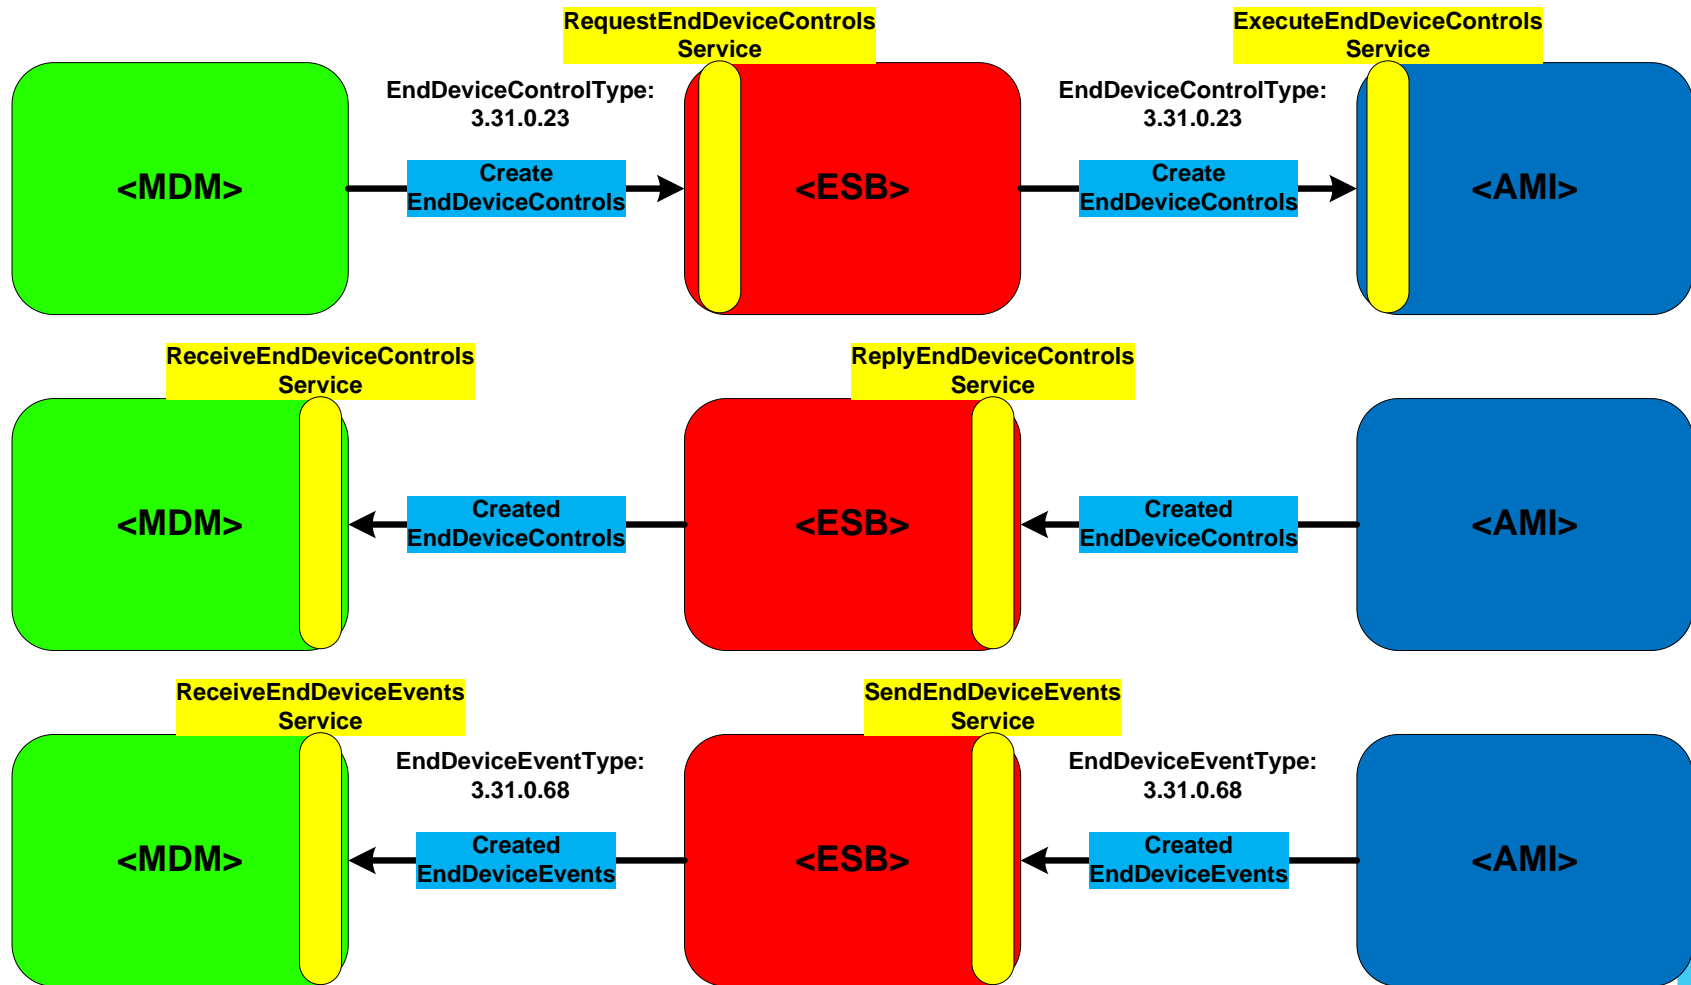 RequestEndDeviceControls
Service
ExecuteEndDeviceControls
Service
EndDeviceControlType:
3.31.0.23
EndDeviceControlType:
3.31.0.23
<MDM>
Create
EndDeviceControls
<ESB>
Create
EndDeviceControls
<AMI>
ReceiveEndDeviceControls
Service
ReplyEndDeviceControls
Service
<MDM>
Created
EndDeviceControls
<ESB>
Created
EndDeviceControls
<AMI>
ReceiveEndDeviceEvents
Service
SendEndDeviceEvents
Service
EndDeviceEventType:
3.31.0.68
EndDeviceEventType:
3.31.0.68
<MDM>
Created
EndDeviceEvents
<ESB>
Created
EndDeviceEvents
<AMI>